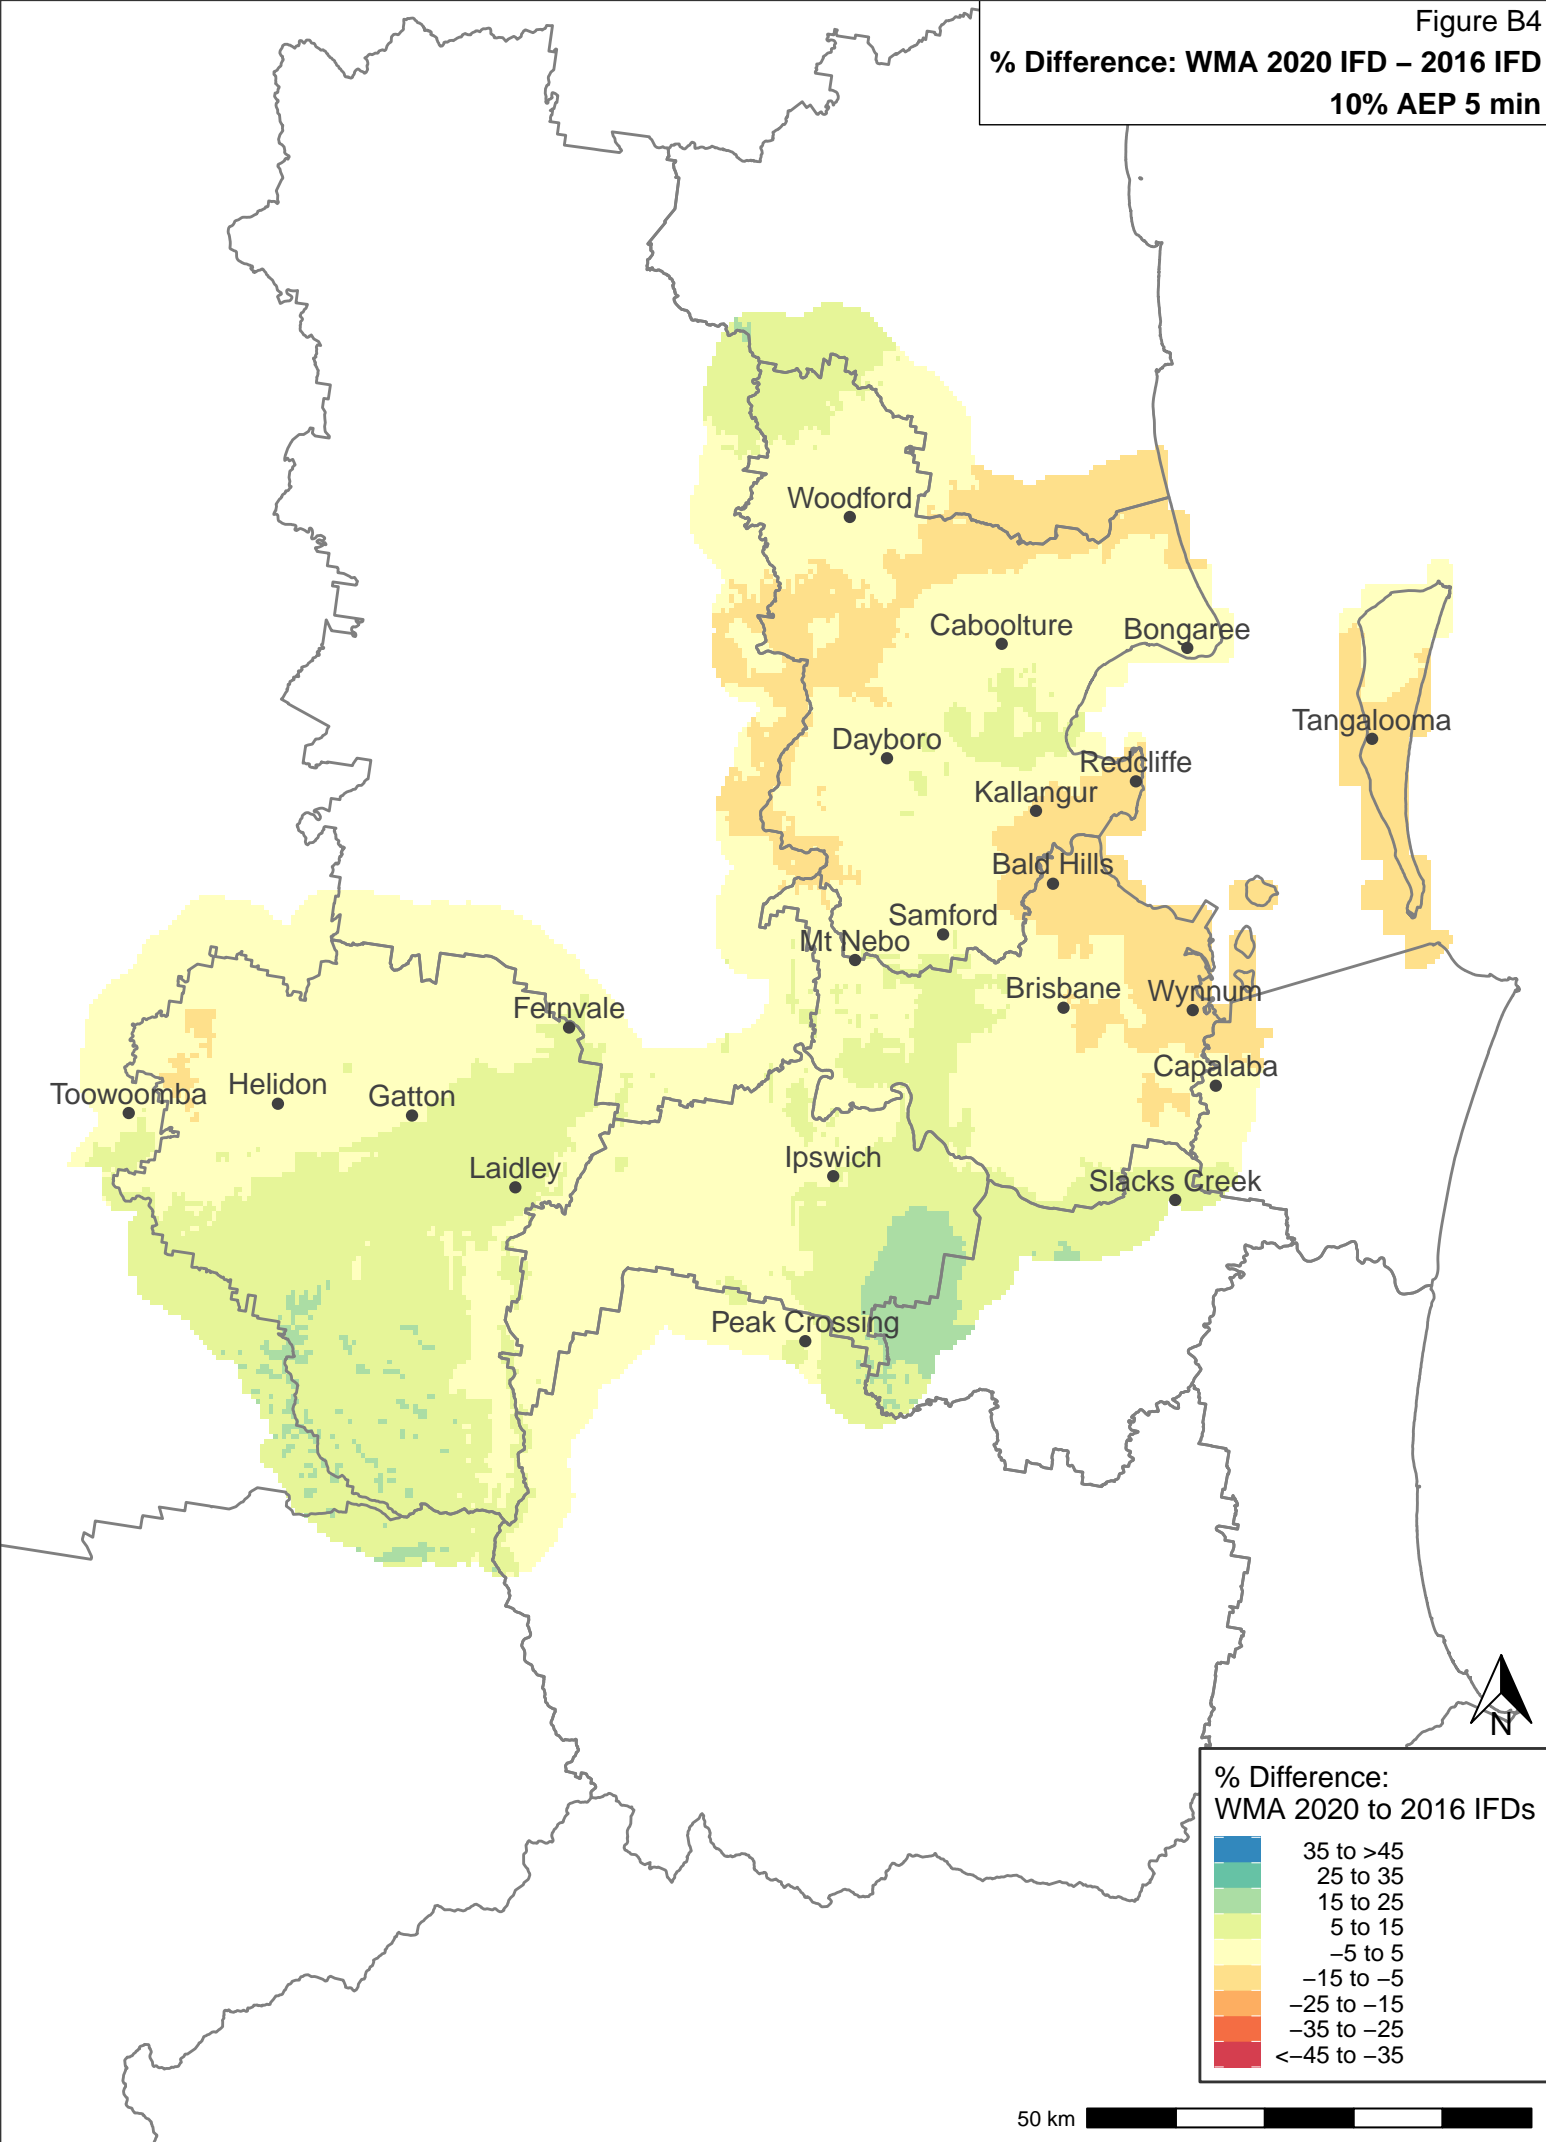 Figure B4
% Difference: WMA 2020 IFD – 2016 IFD
10% AEP 5 min
Woodford
Caboolture
Bongaree
Tangalooma
Dayboro
Redcliffe
Kallangur
Bald Hills
Samford
Mt Nebo
Brisbane
Wynnum
Fernvale
Capalaba
Toowoomba
Helidon
Gatton
Laidley
Ipswich
Slacks Creek
Peak Crossing
N
% Difference:
WMA 2020 to 2016 IFDs
35 to >45
25 to 35
15 to 25
5 to 15
−5 to 5
−15 to −5
−25 to −15
−35 to −25
<−45 to −35
50 km